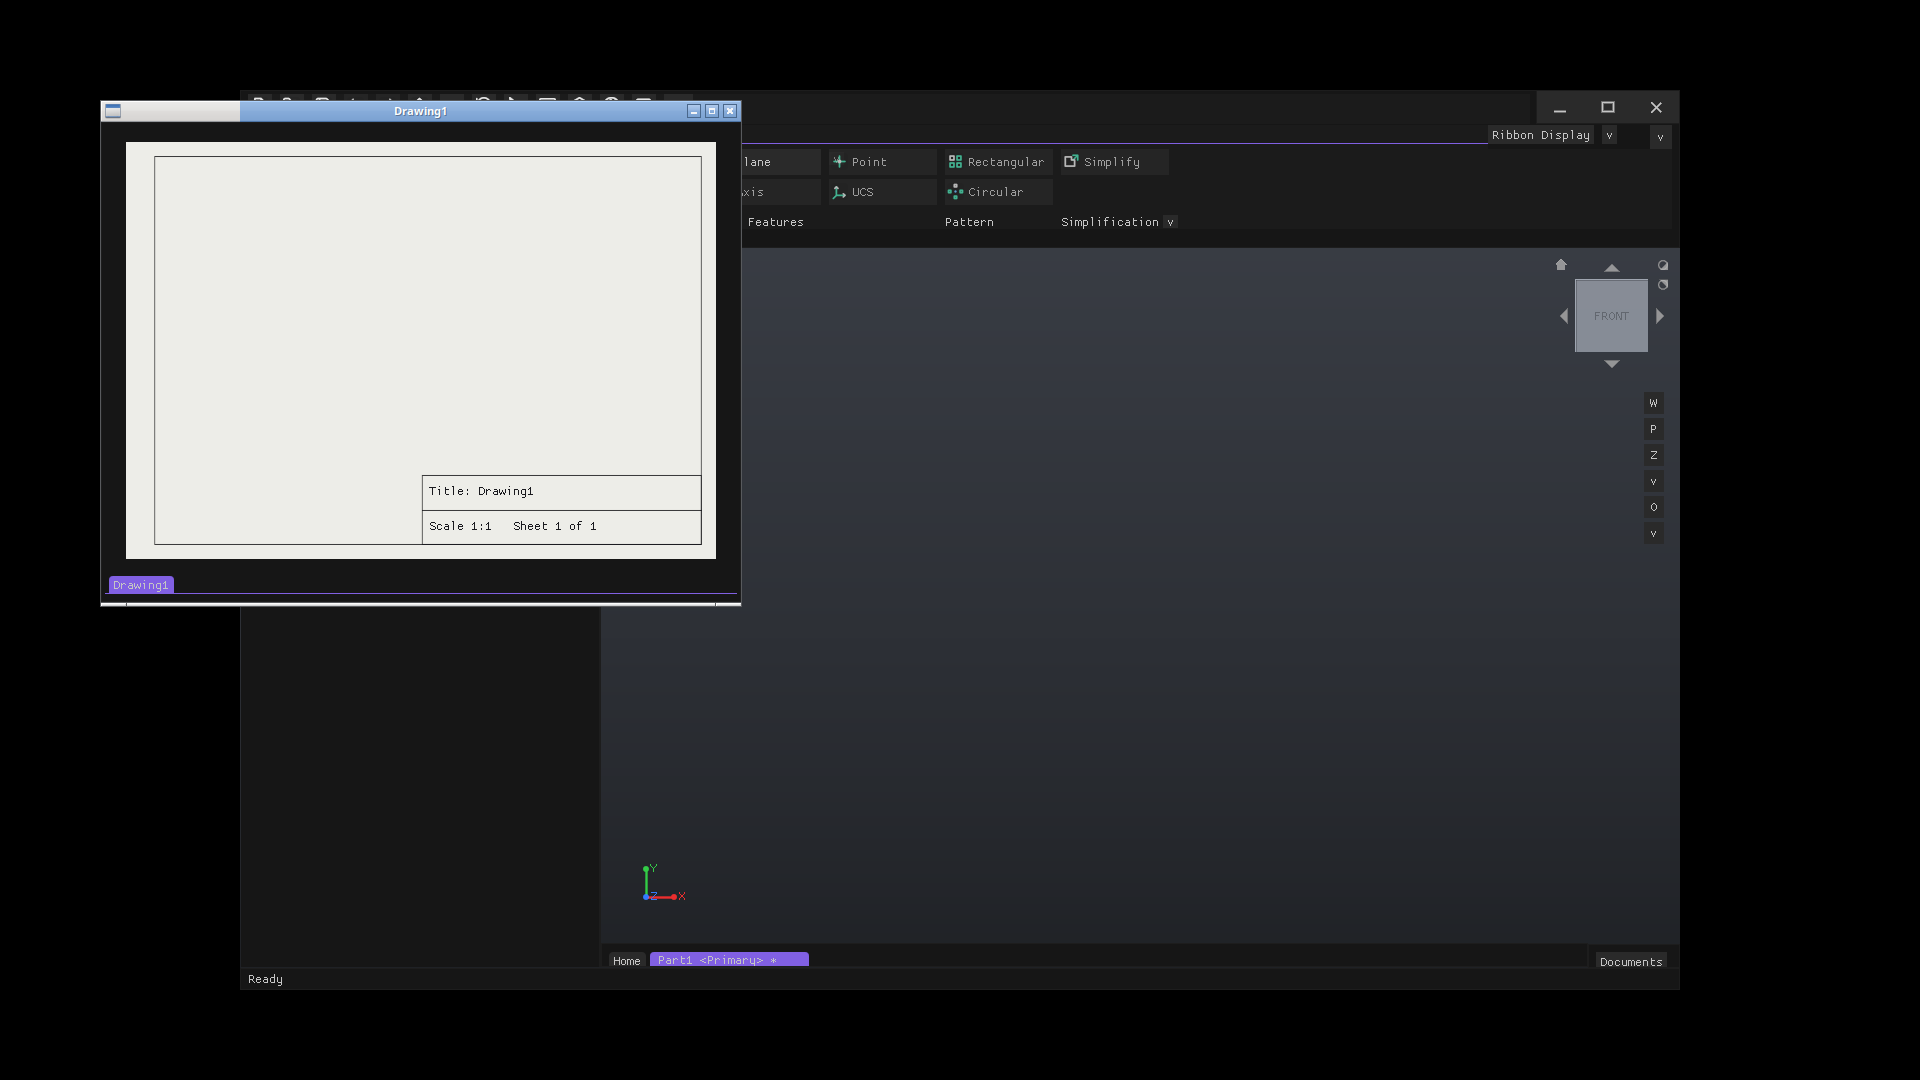 Drawing1
Ribbon Display v v
lane Point Rectangular Simplify
xis UCS Circular
Features Pattern Simplification v
FRONT
W
P
Z
v
O
v
Title: Drawing1
Scale 1:1 Sheet 1 of 1
Drawing1
Y
Z X
Home Part1 <Primary> * Documents
Ready